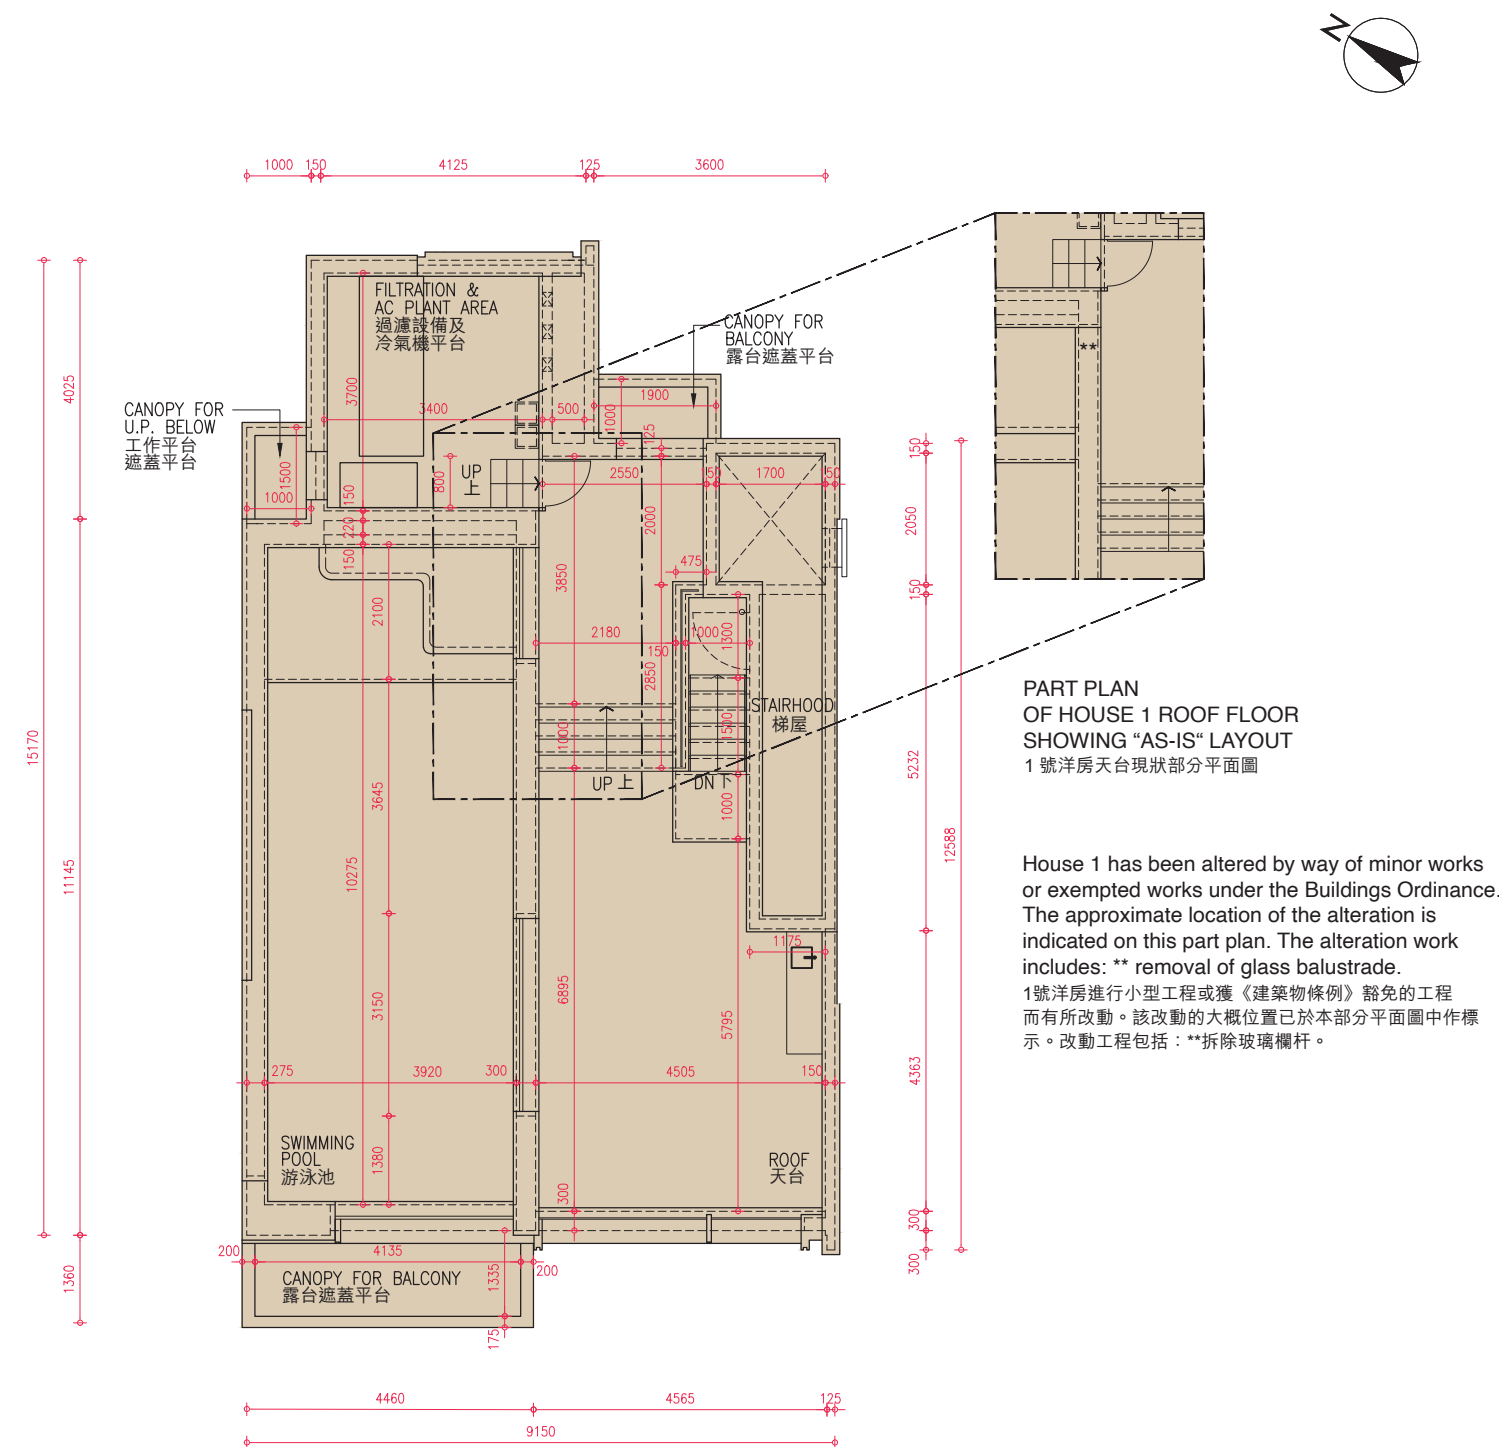 N
1000 150 4125 125 3600
FILTRATION &
AC PLANT AREA
過濾設備及
冷氣機平台
CANOPY FOR
BALCONY
露台遮蓋平台
**
4025
3700
3400
500
1900
1000
125
CANOPY FOR
U.P. BELOW
工作平台
遮蓋平台
1500
1000
UP
上
800
150
220
150
2550
150
1700
150
2000
475
3850
150
2050
150
2100
2180
150
1000
1300
2850
STAIRHOOD
梯屋
1500
1000
UP 上
DN 下
1000
PART PLAN
OF HOUSE 1 ROOF FLOOR
SHOWING “AS-IS“ LAYOUT
1 號洋房天台現狀部分平面圖
15170
11145
3645
10275
5232
12588
House 1 has been altered by way of minor works
or exempted works under the Buildings Ordinance.
The approximate location of the alteration is
indicated on this part plan. The alteration work
includes: ** removal of glass balustrade.
1號洋房進行小型工程或獲《建築物條例》豁免的工程
而有所改動。該改動的大概位置已於本部分平面圖中作標
示。改動工程包括：**拆除玻璃欄杆。
1175
6895
3150
5795
275 3920 300 4505 150
4363
SWIMMING
POOL
游泳池
1380
ROOF
天台
300
300
300
1360
200 4135 200
1335
CANOPY FOR BALCONY
露台遮蓋平台
175
4460 4565 125
9150